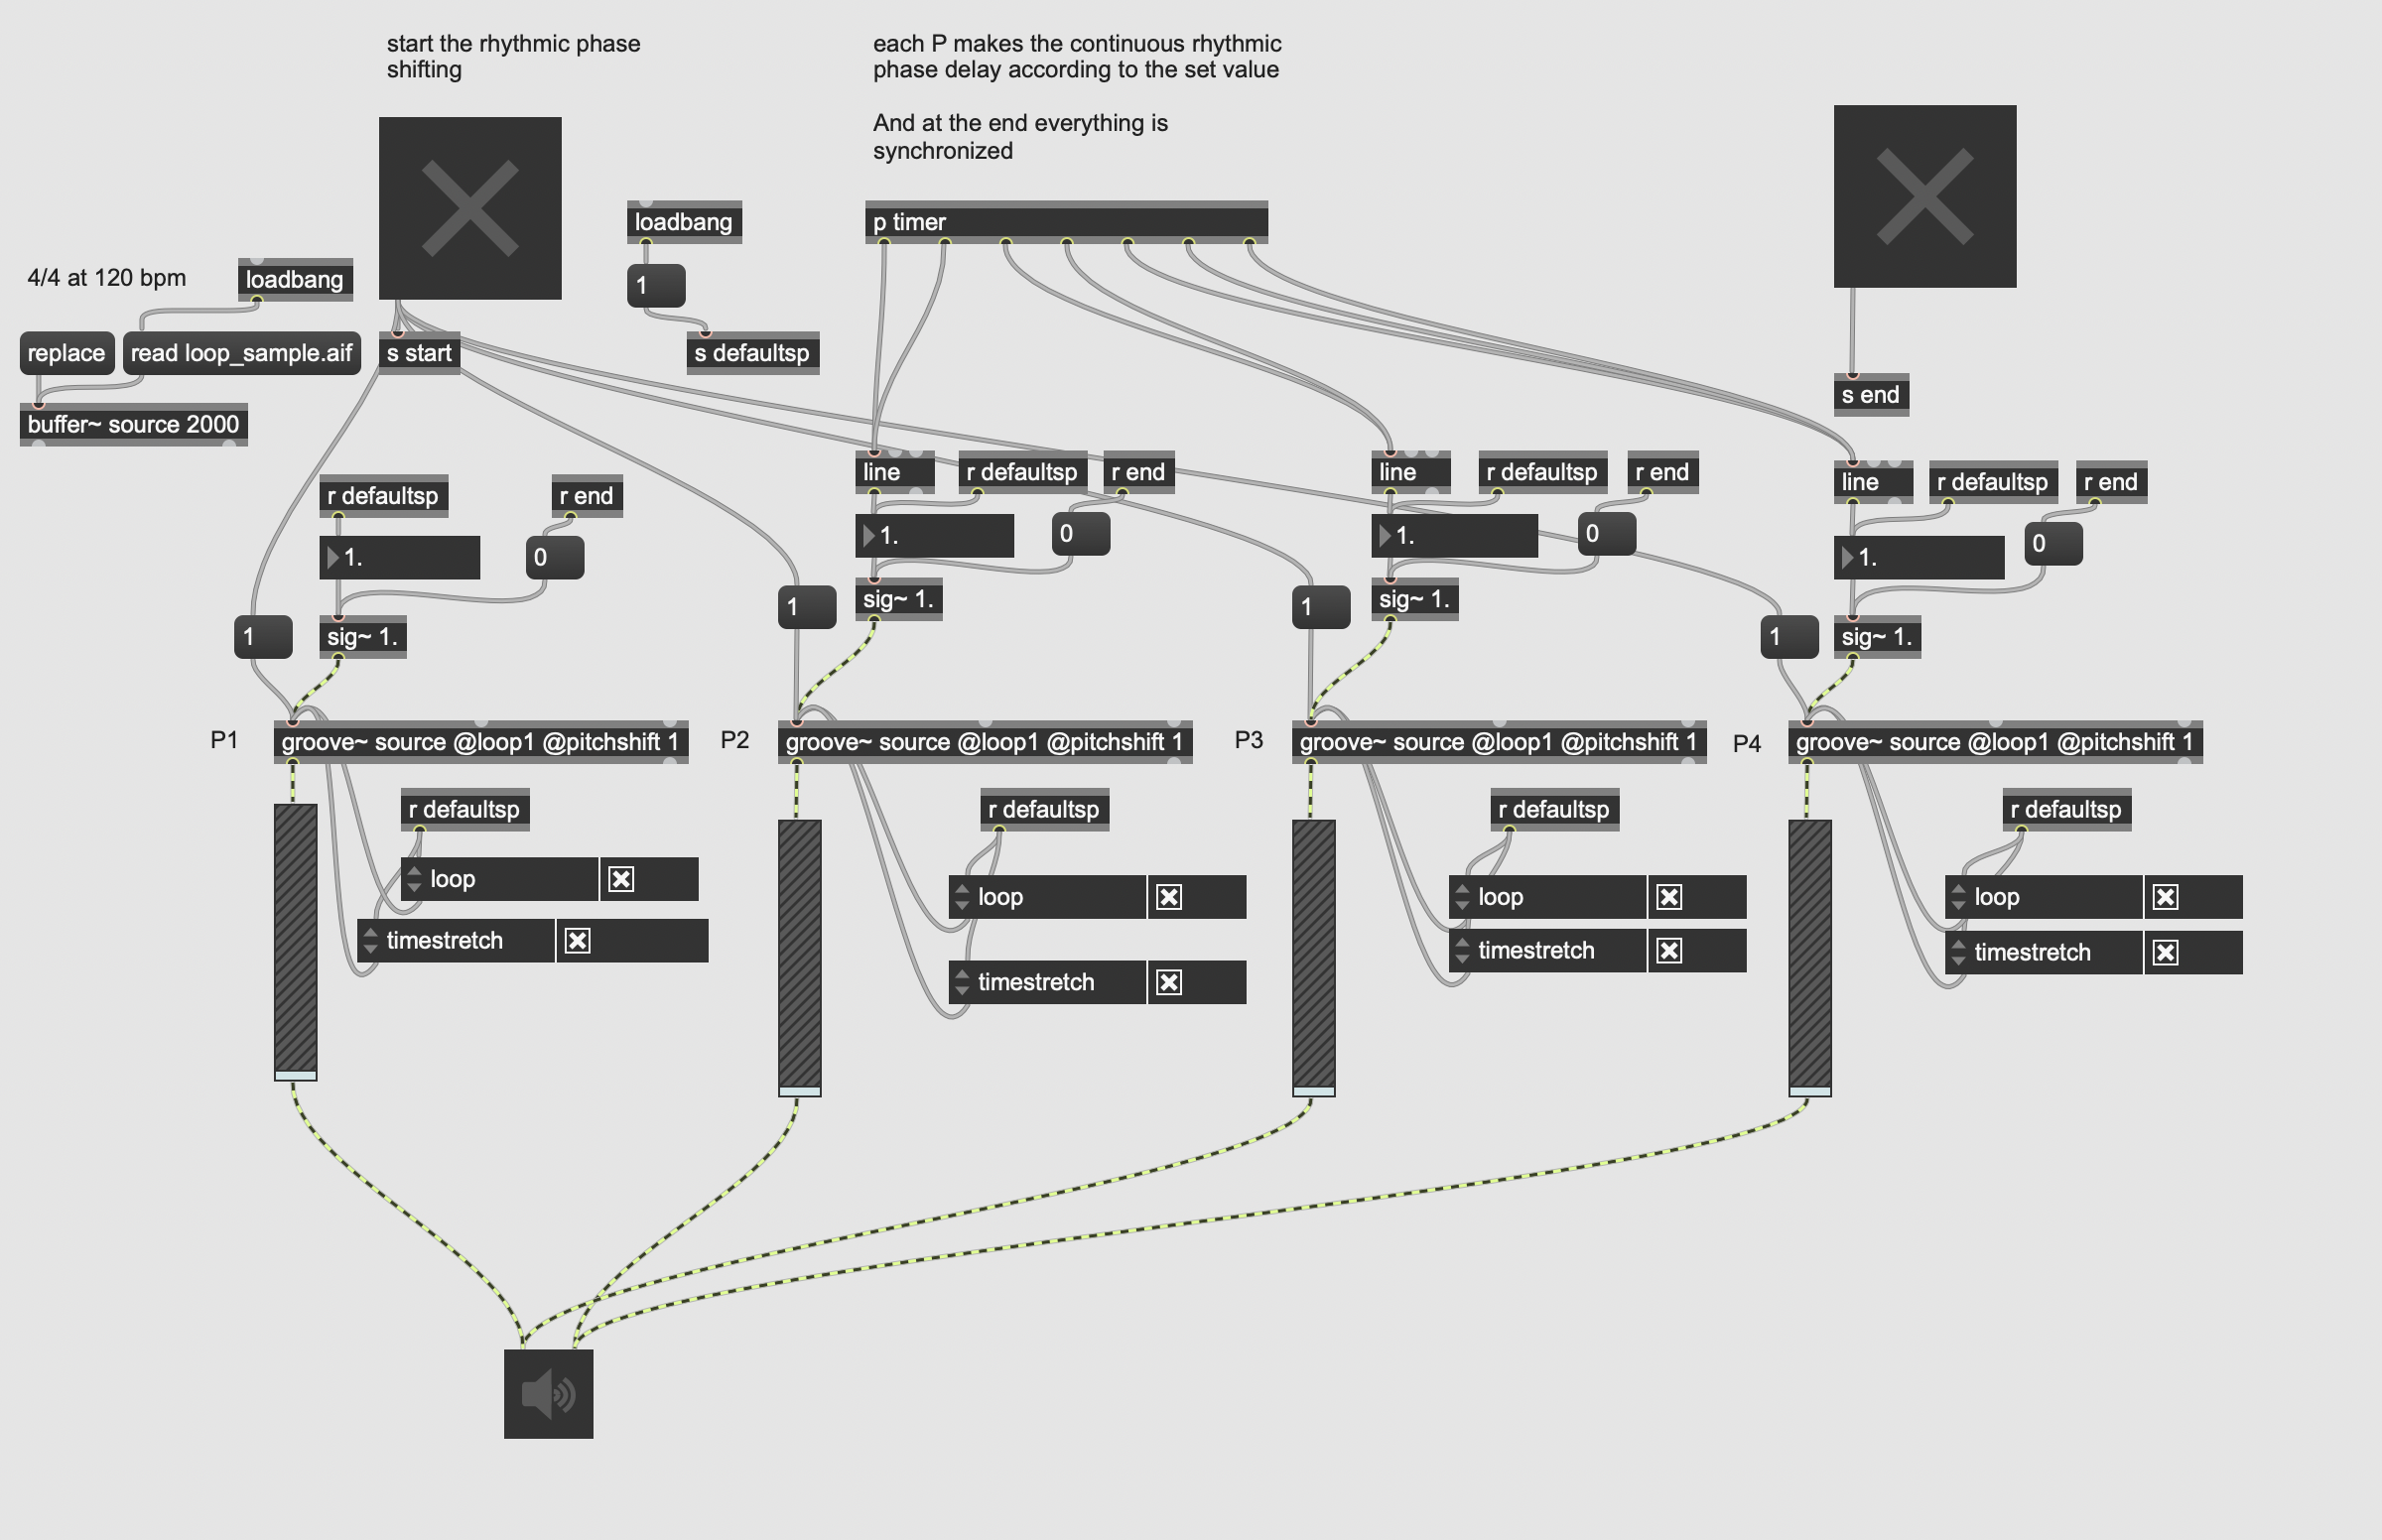 start the rhythmic phase
shifting
each P makes the continuous rhythmic
phase delay according to the set value
And at the end everything is
synchronized
loadbang
p timer
4/4 at 120 bpm
loadbang
1
replace
read loop_sample.aif
s start
s defaultsp
s end
buffer~ source 2000
line
r defaultsp
r end
line
r defaultsp
r end
line
r defaultsp
r end
r defaultsp
r end
1.
0
1.
0
1.
0
1.
0
1
sig~ 1.
1
sig~ 1.
1
sig~ 1.
1
sig~ 1.
P1
groove~ source @loop1 @pitchshift 1
P2
groove~ source @loop1 @pitchshift 1
P3
groove~ source @loop1 @pitchshift 1
P4
groove~ source @loop1 @pitchshift 1
r defaultsp
r defaultsp
r defaultsp
r defaultsp
loop
loop
loop
loop
timestretch
timestretch
timestretch
timestretch